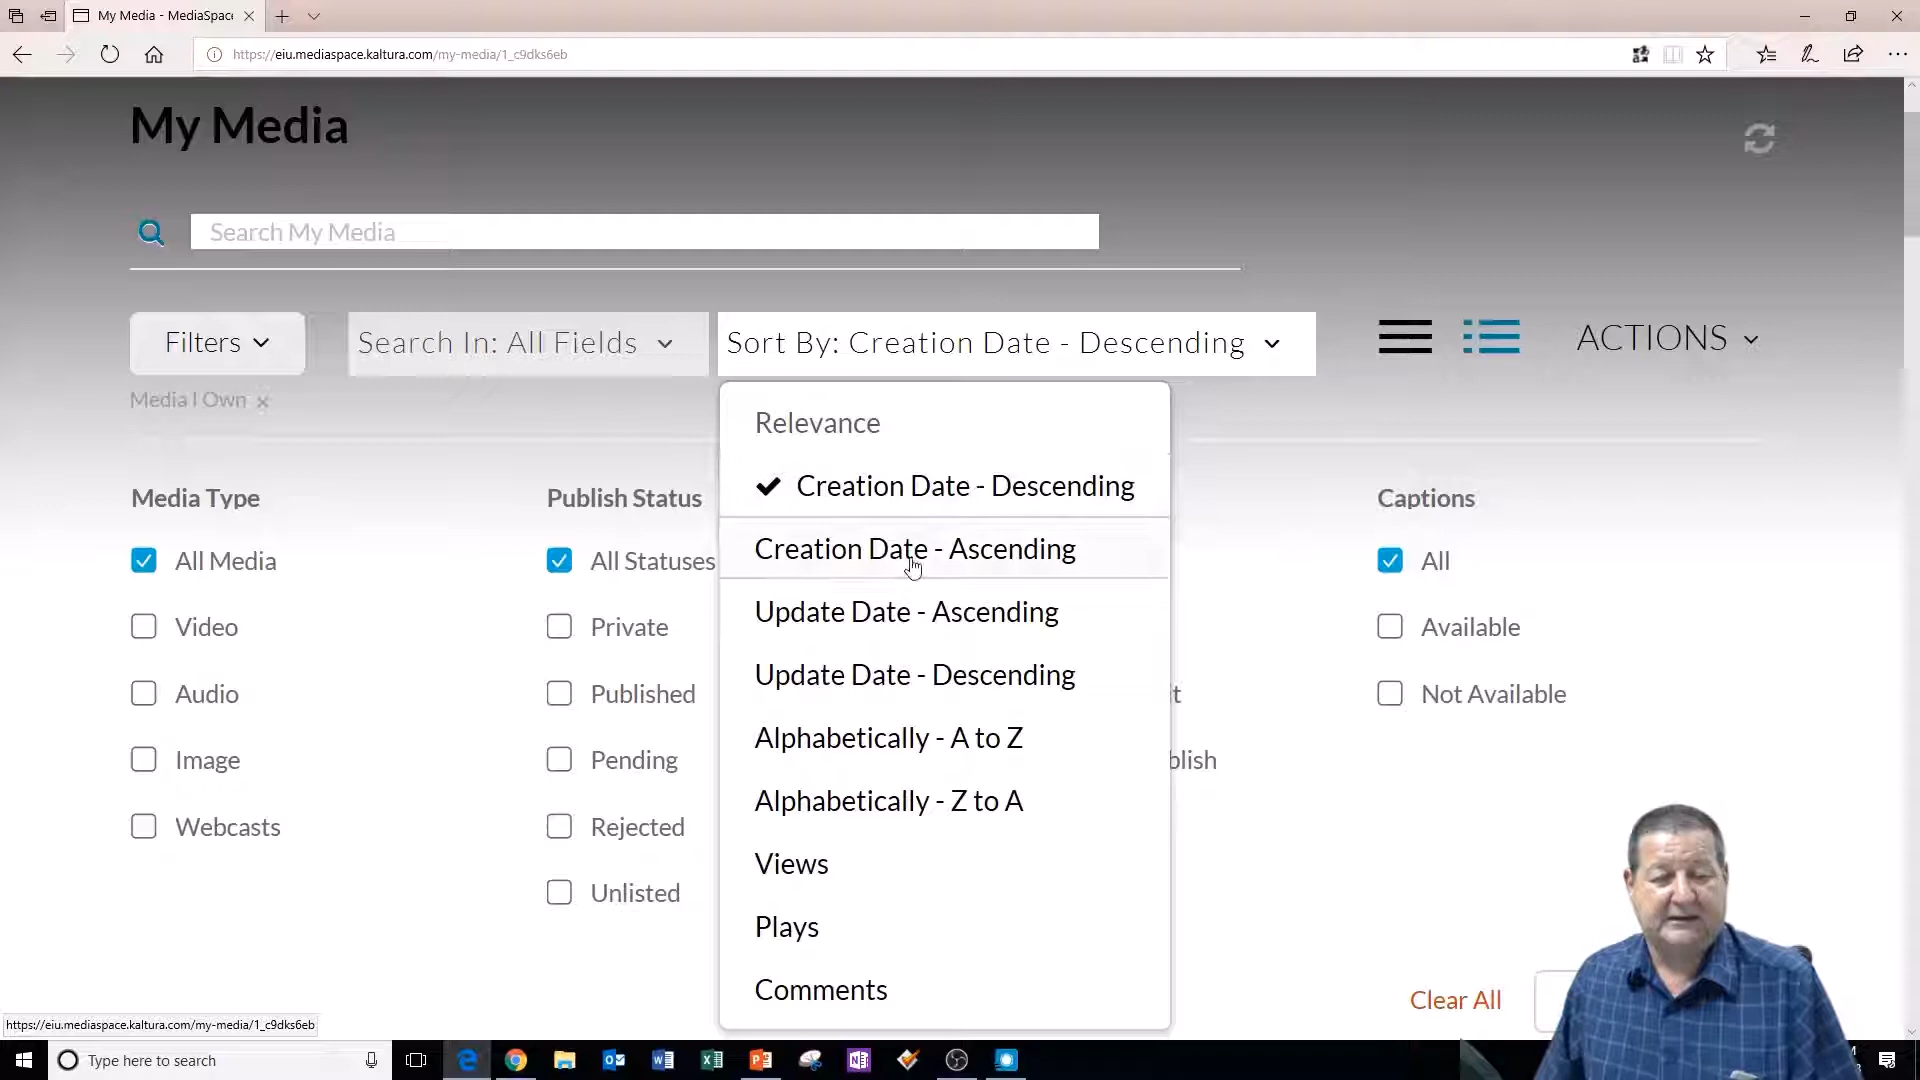 My Media - MediaSpace
https://eiu.mediaspace.kaltura.com/my-media/1_c9dks6eb
My Media
Search My Media
Filters
Search In: All Fields
Sort By: Creation Date - Descending
ACTIONS
Media I Own
Relevance
Creation Date - Descending
Creation Date - Ascending
Update Date - Ascending
Update Date - Descending
Alphabetically - A to Z
Alphabetically - Z to A
Views
Plays
Comments
Media Type
All Media
Video
Audio
Image
Webcasts
Publish Status
All Statuses
Private
Published
Pending
Rejected
Unlisted
Captions
All
Available
Not Available
Clear All
https://eiu.mediaspace.kaltura.com/my-media/1_c9dks6eb
Type here to search